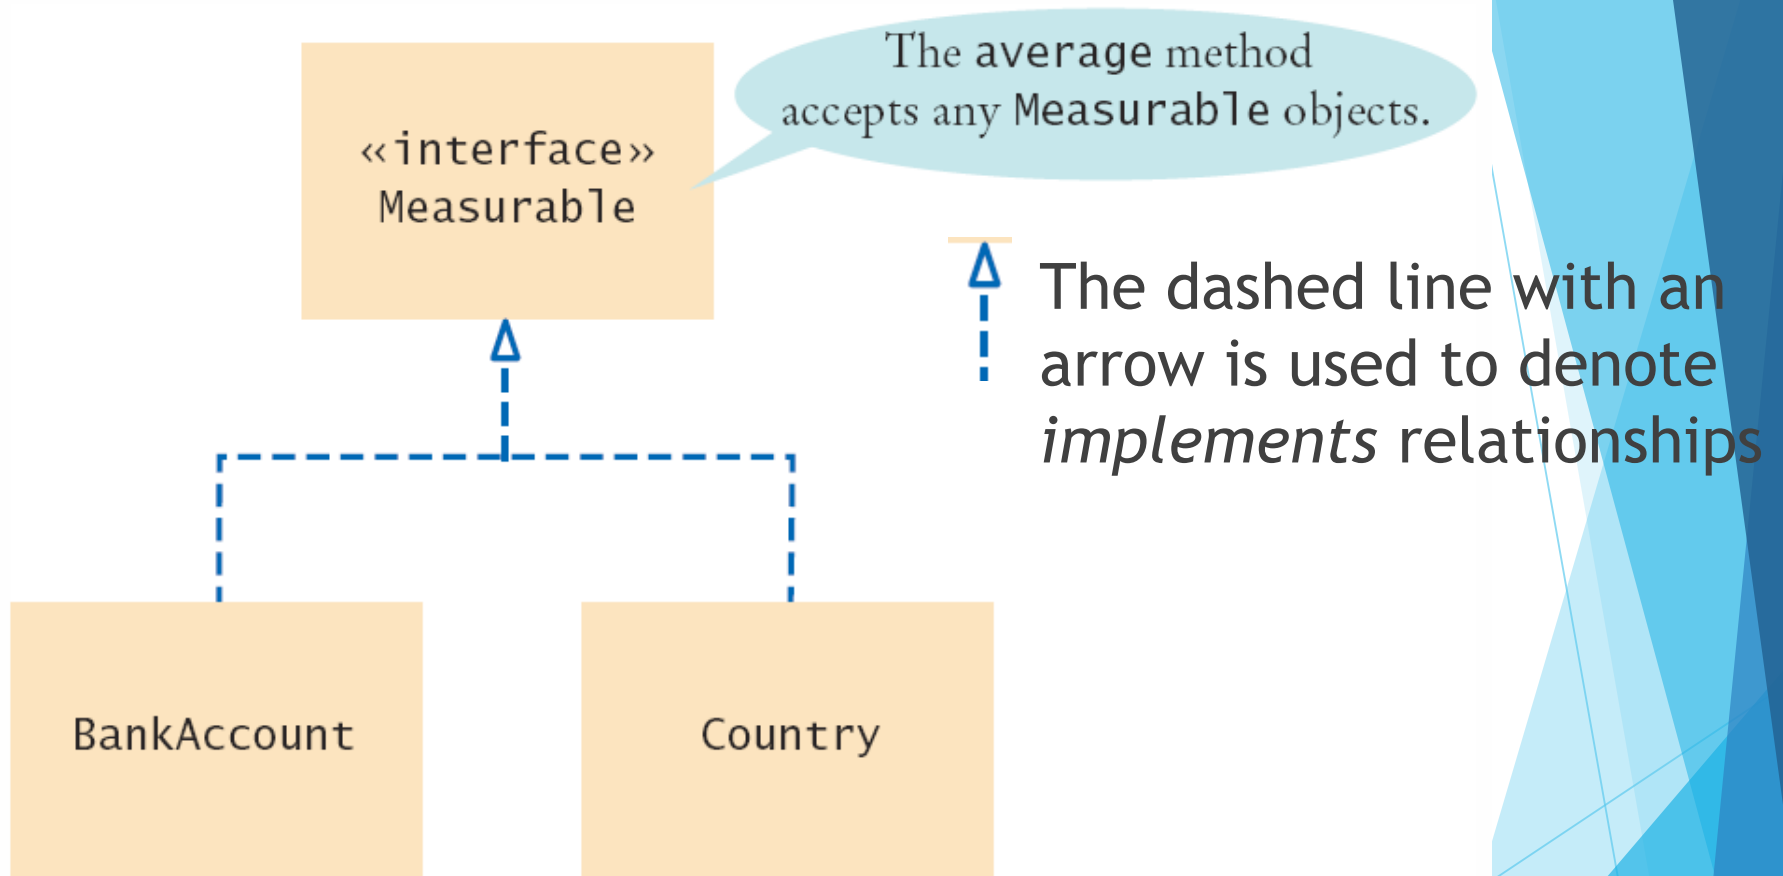 The average method
accepts any Measurable objects.
«interface»
Measurable
The dashed line with an
arrow is used to denote
implements relationships
BankAccount
Country